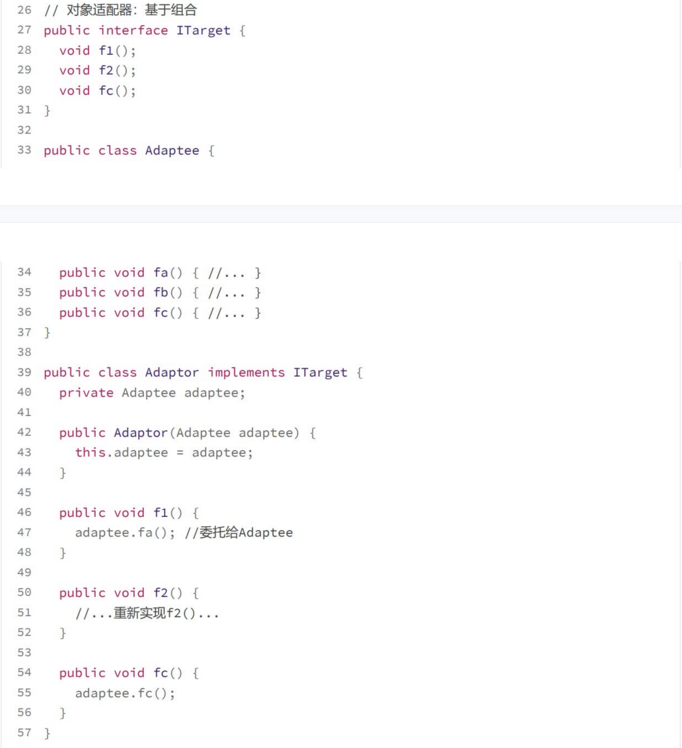 26 // 对象适配器：基于组合
27 public interface ITarget {
28   void f1();
29   void f2();
30   void fc();
31 }
32
33 public class Adaptee {
34   public void fa() { //... }
35   public void fb() { //... }
36   public void fc() { //... }
37 }
38
39 public class Adaptor implements ITarget {
40   private Adaptee adaptee;
41
42   public Adaptor(Adaptee adaptee) {
43     this.adaptee = adaptee;
44   }
45
46   public void f1() {
47     adaptee.fa(); //委托给Adaptee
48   }
49
50   public void f2() {
51     //...重新实现f2()...
52   }
53
54   public void fc() {
55     adaptee.fc();
56   }
57 }